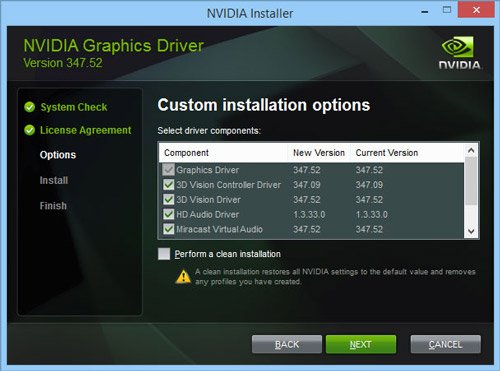 NVIDIA Installer
NVIDIA Graphics Driver
Version 347.52
NVIDIA.
System Check
License Agreement
Options
Install
Finish
Custom installation options
Select driver components:
Component New Version Current Version
Graphics Driver 347.52 347.52
3D Vision Controller Driver 347.09 347.09
3D Vision Driver 347.52 347.52
HD Audio Driver 1.3.33.0 1.3.33.0
Miracast Virtual Audio 347.52 347.52
Perform a clean installation
A clean installation restores all NVIDIA settings to the default value and removes
any profiles you have created.
BACK NEXT CANCEL